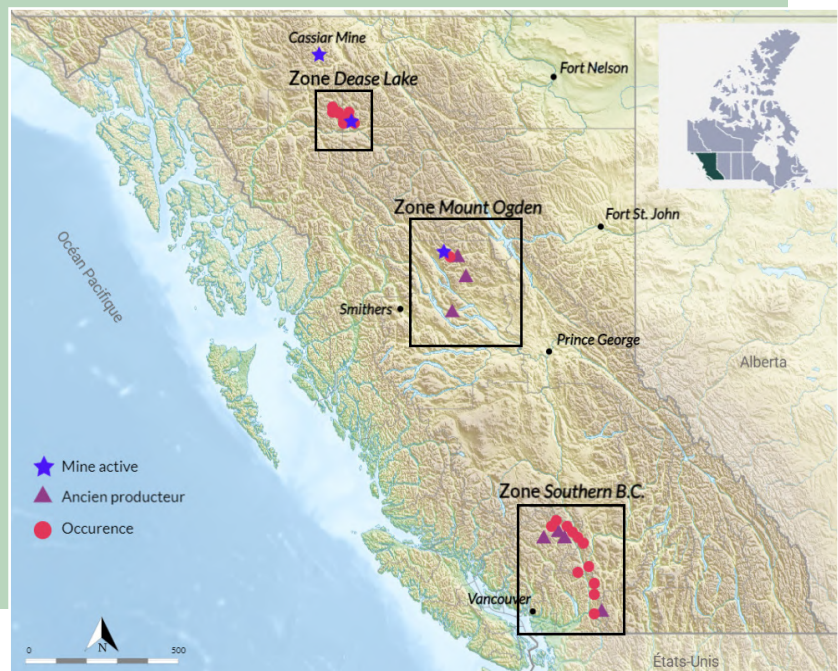 Cassiar Mine
Zone Dease Lake
Fort Nelson
Zone Mount Ogden
Fort St. John
Océan Pacifique
Smithers
Prince George
Alberta
Mine active
Ancien producteur
Occurence
Zone Southern B.C.
Vancouver
N
0 500
États-Unis